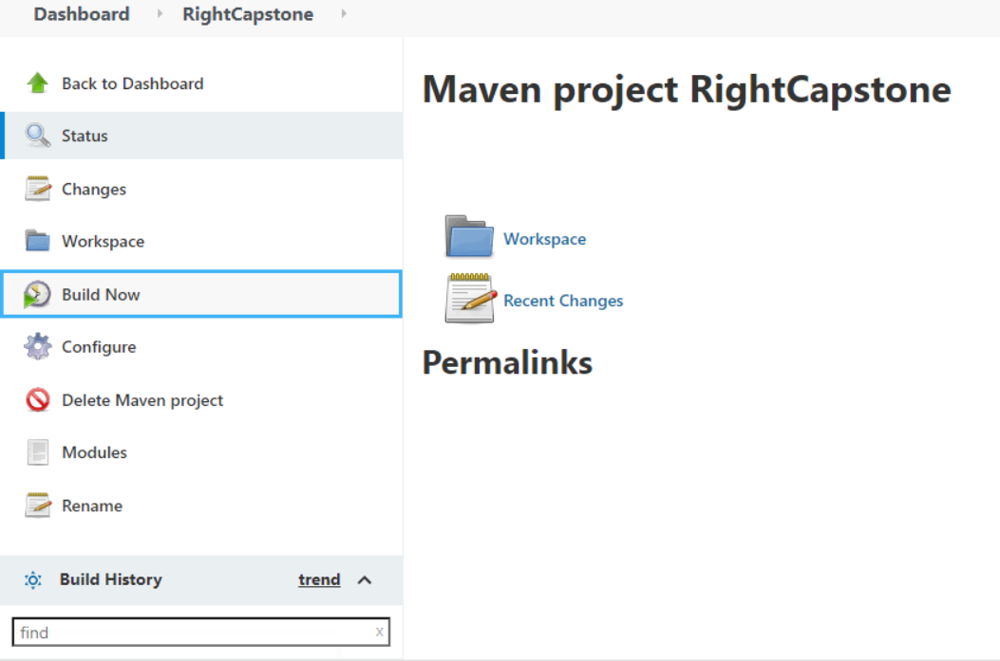 Dashboard RightCapstone
Back to Dashboard
Status
Changes
Workspace
Build Now
Configure
Delete Maven project
Modules
Rename
Build History trend
find x
Maven project RightCapstone
Workspace
Recent Changes
Permalinks